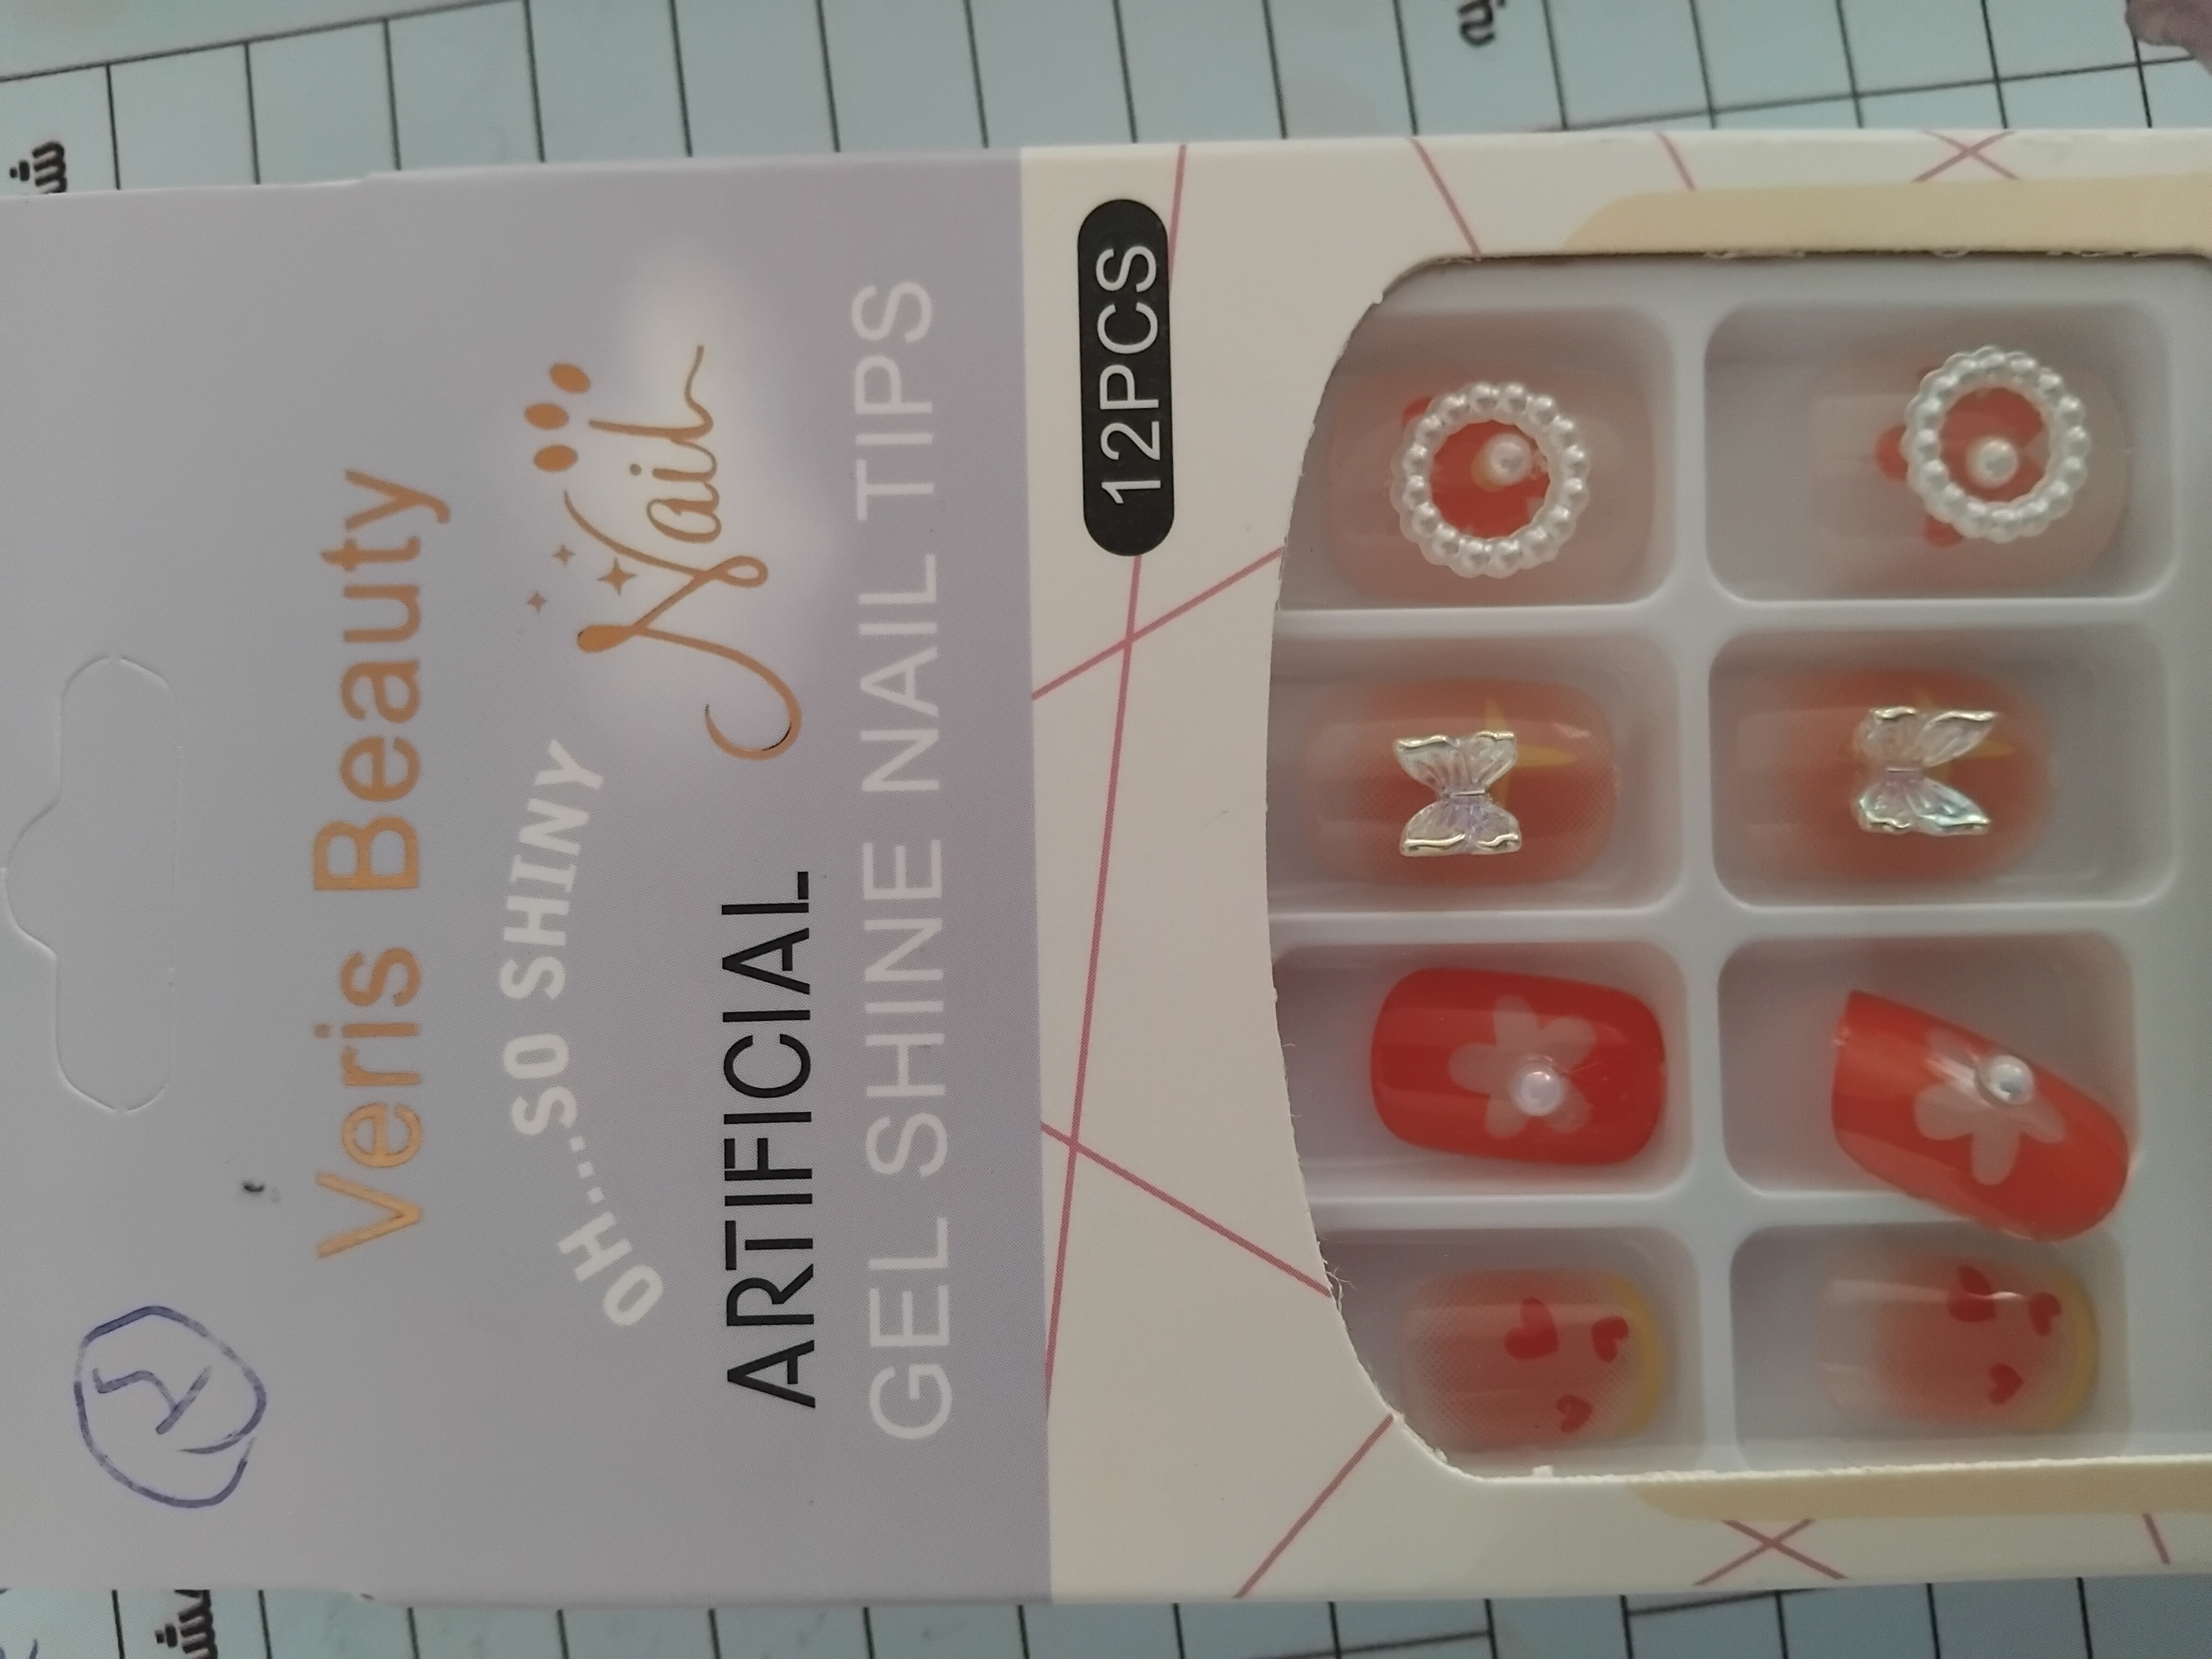 Veris Beauty
OH...SO SHINY
Nail
ARTIFICIAL
GEL SHINE NAIL TIPS
12PCS